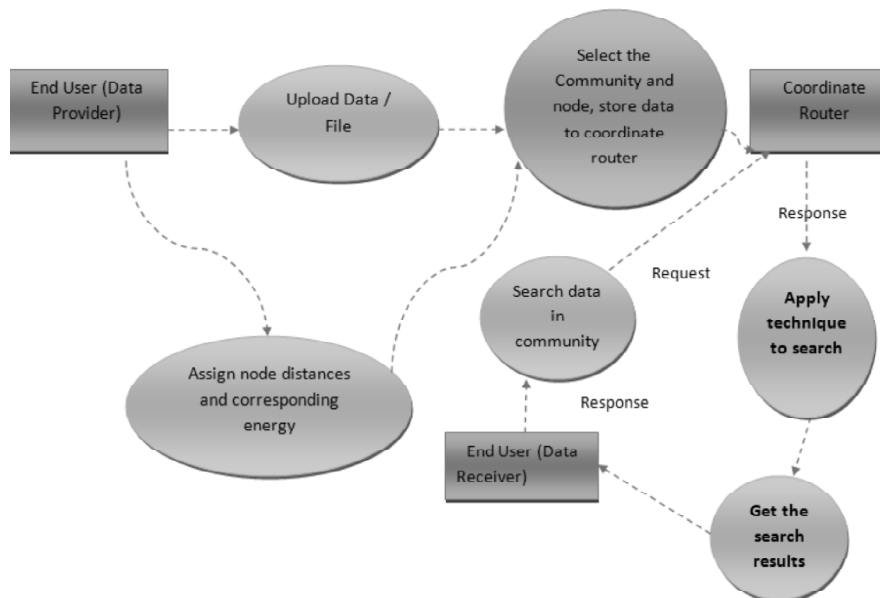 End User (Data
Provider)
Upload Data /
File
Select the
Community and
node, store data
to coordinate
router
Coordinate
Router
Response
Request
Search data
in
community
Apply
technique
to search
Assign node distances
and corresponding
energy
Response
End User (Data
Receiver)
Get the
search
results